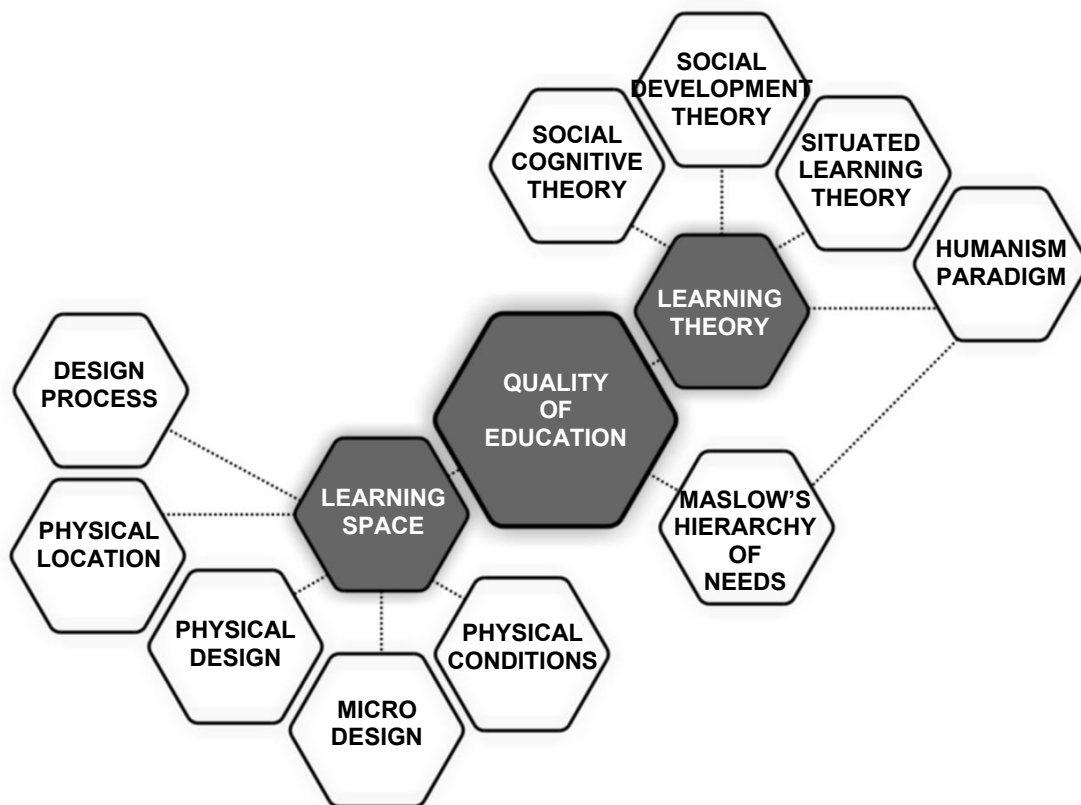 SOCIAL
DEVELOPMENT
THEORY
SOCIAL
COGNITIVE
THEORY
SITUATED
LEARNING
THEORY
HUMANISM
PARADIGM
LEARNING
THEORY
QUALITY
OF
EDUCATION
DESIGN
PROCESS
LEARNING
SPACE
MASLOW’S
HIERARCHY
OF
NEEDS
PHYSICAL
LOCATION
PHYSICAL
DESIGN
PHYSICAL
CONDITIONS
MICRO
DESIGN